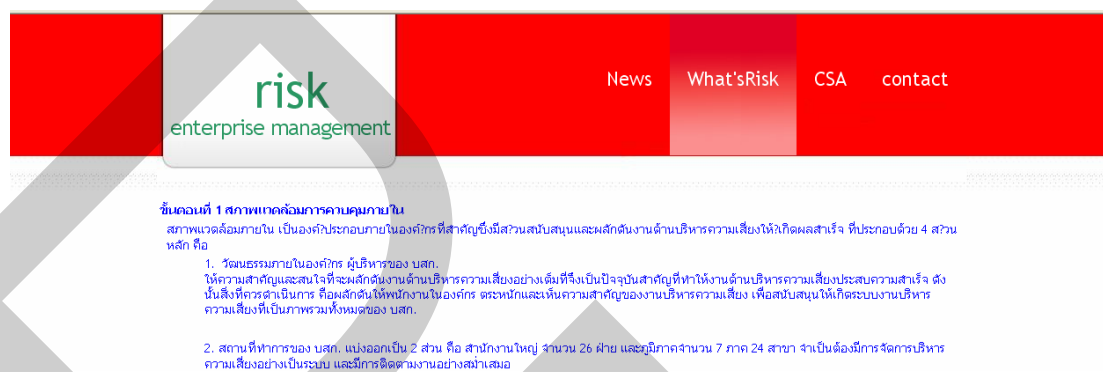 risk
enterprise management
News What'sRisk CSA contact
ขั้นตอนที่ 1 สภาพแวดล้อมการควบคุมภายใน
สภาพแวดล้อมภายใน เป็นองค์?ประกอบภายในองค์?กรที่สำคัญซึ่งมีส?วนสนับสนุนและผลักดันงานด้านบริหารความเสี่ยงให้?เกิดผลสำเร็จ ที่ประกอบด้วย 4 ส?วน
หลัก คือ
1. วัฒนธรรมภายในองค์?กร ผู้บริหารของ บสก.
ให้ความสำคัญและสนใจที่จะผลักดันงานด้านบริหารความเสี่ยงอย่างเต็มที่จึงเป็นปัจจุบันสำคัญที่ทำให้งานด้านบริหารความเสี่ยงประสบความสำเร็จ ดัง
นั้นสิ่งที่ควรดำเนินการ คือผลักดันให้พนักงานในองค์กร ตระหนักและเห็นความสำคัญของงานบริหารความเสี่ยง เพื่อสนับสนุนให้เกิดระบบงานบริหาร
ความเสี่ยงที่เป็นภาพรวมทั้งหมดของ บสก.
2. สถานที่ทำการของ บสก. แบ่งออกเป็น 2 ส่วน คือ สำนักงานใหญ่ จำนวน 26 ฝ่าย และภูมิภาคจำนวน 7 ภาค 24 สาขา จำเป็นต้องมีการจัดการบริหาร
ความเสี่ยงอย่างเป็นระบบ และมีการติดตามงานอย่างสม่ำเสมอ